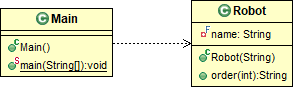 Main
Main()
main(String[]):void
Robot
name: String
Robot(String)
order(int):String